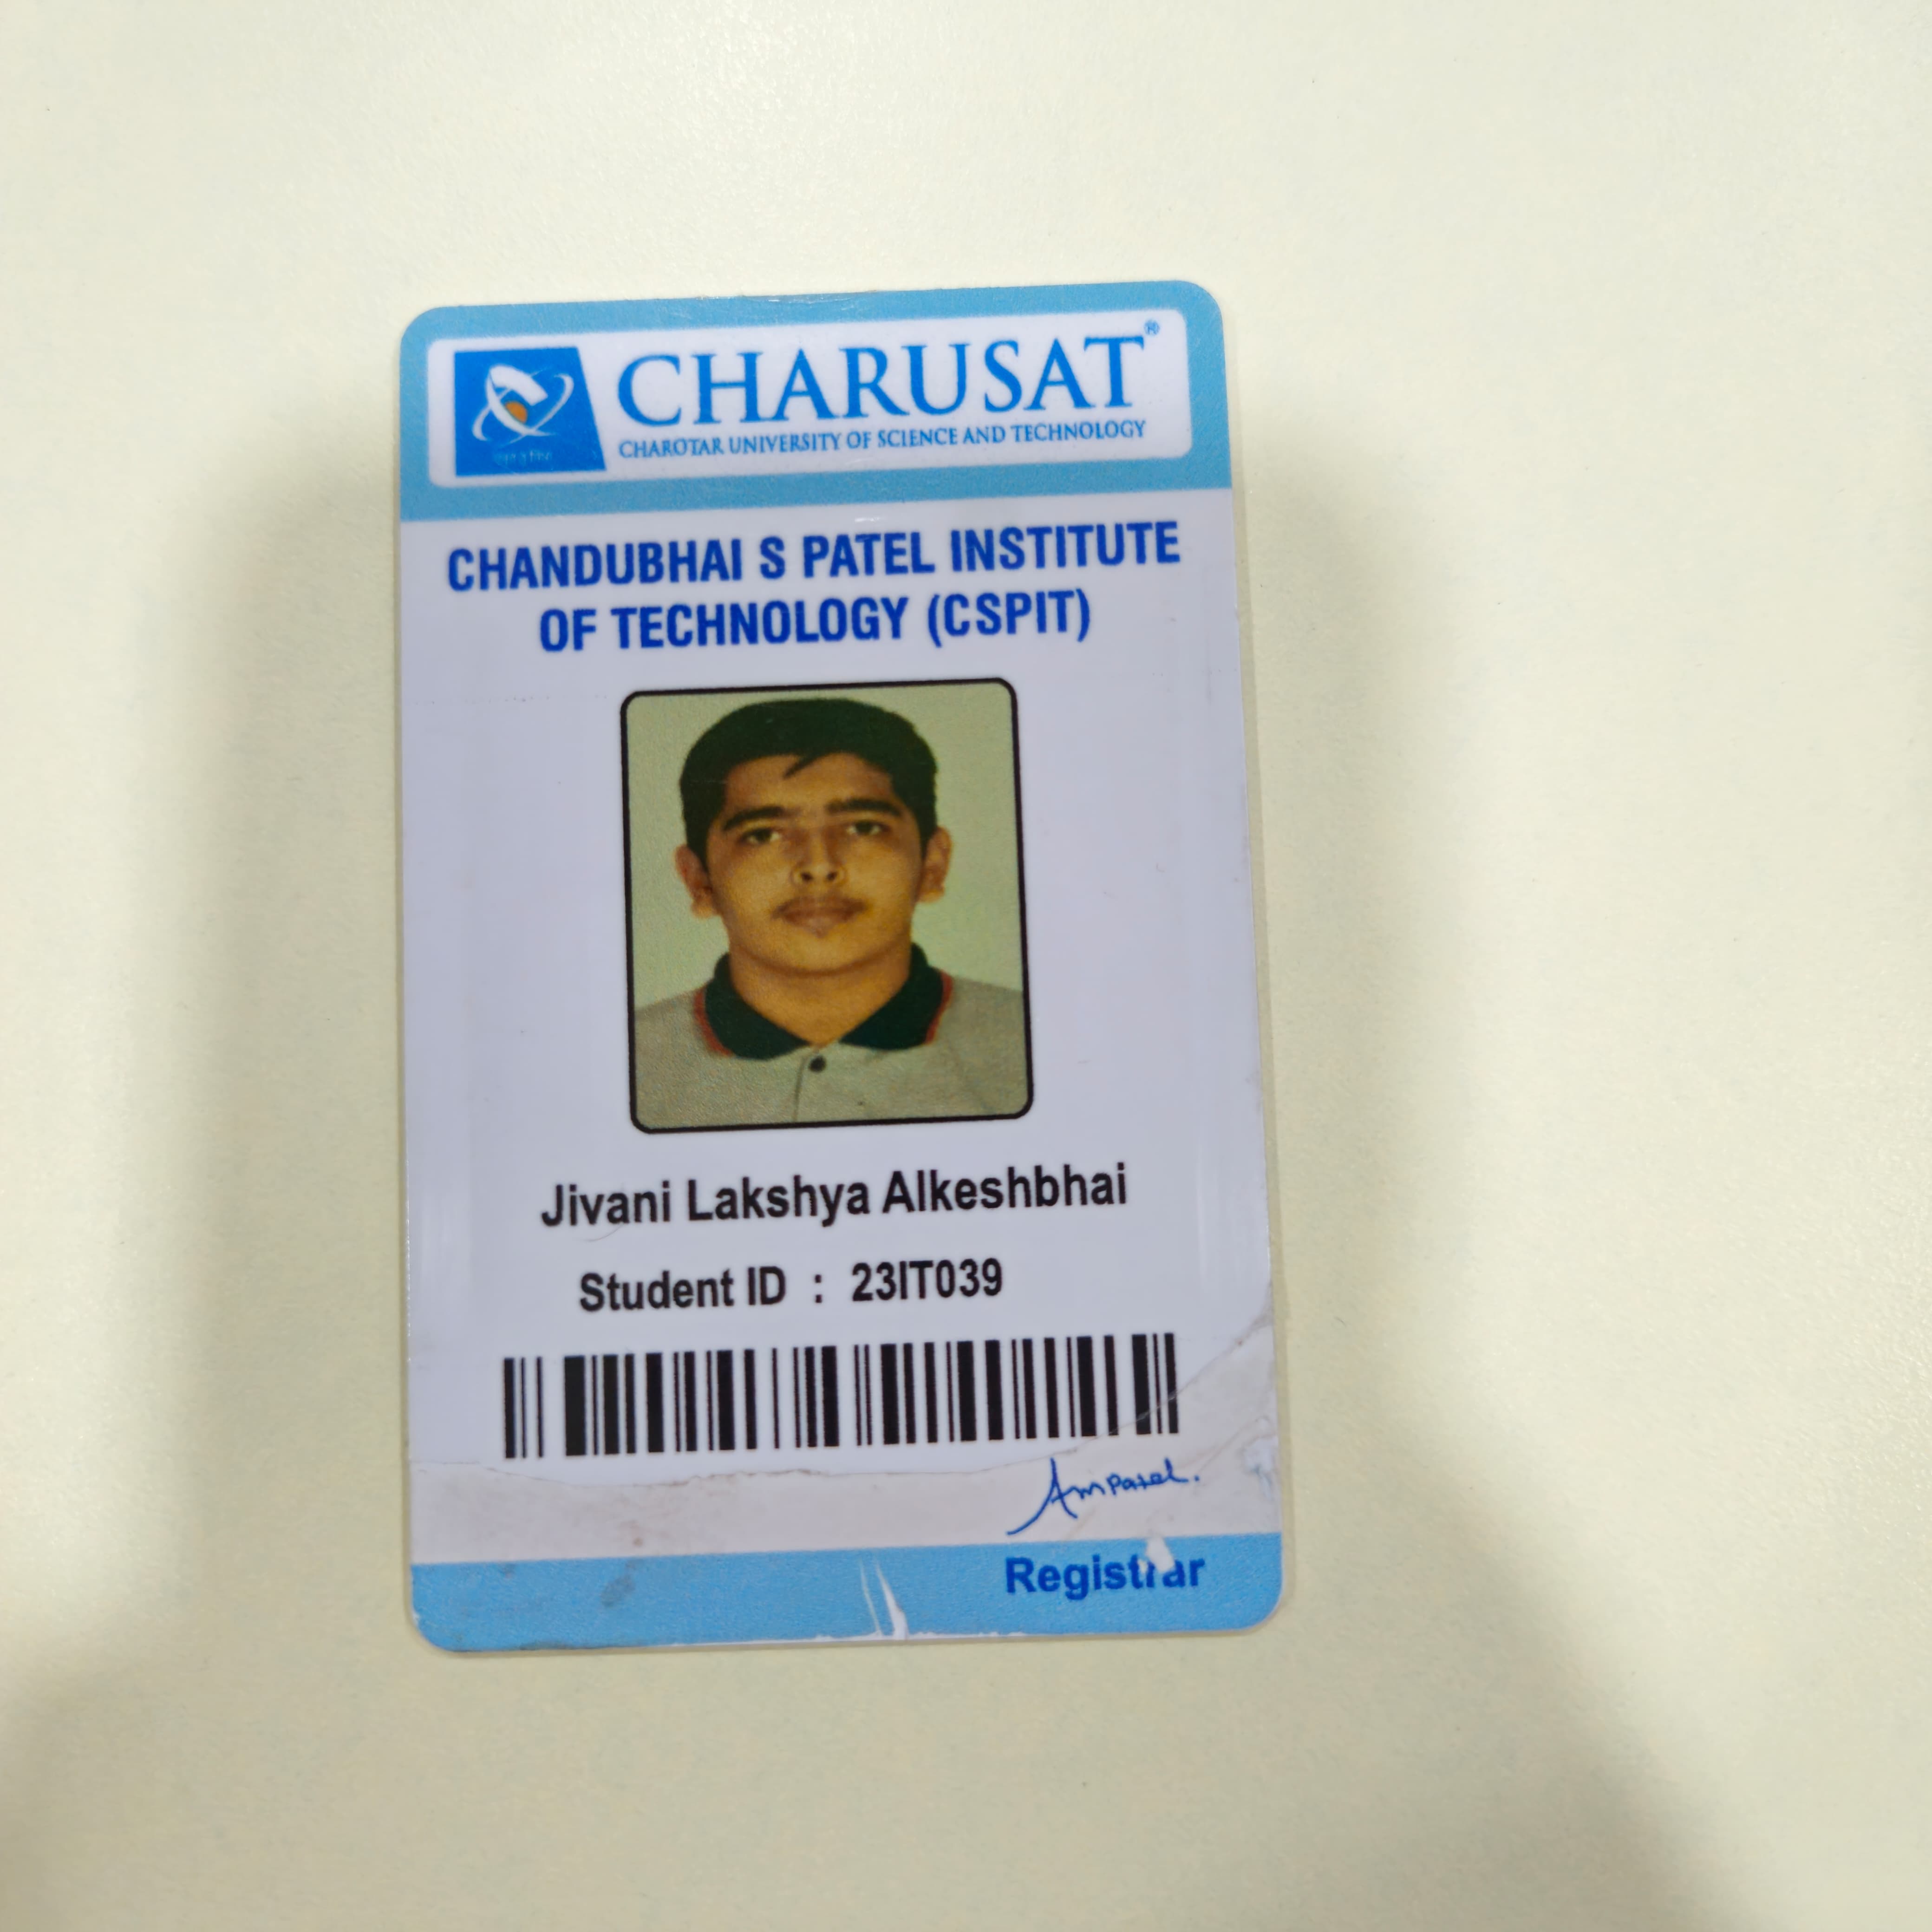 CHARUSAT®
CHAROTAR UNIVERSITY OF SCIENCE AND TECHNOLOGY
CHANDUBHAI S PATEL INSTITUTE
OF TECHNOLOGY (CSPIT)
Jivani Lakshya Alkeshbhai
Student ID : 23IT039
Ampatel.
Registrar